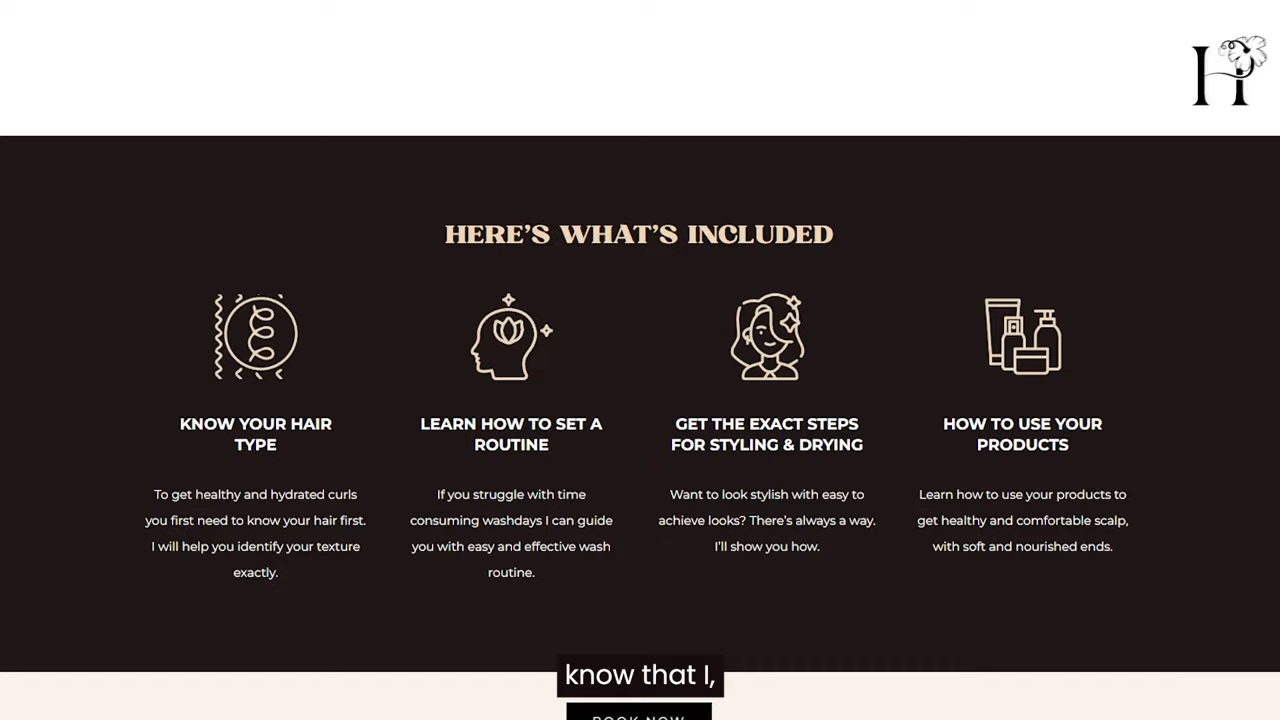 H
HERE'S WHAT'S INCLUDED
KNOW YOUR HAIR
TYPE
To get healthy and hydrated curls
you first need to know your hair first.
I will help you identify your texture
exactly.
LEARN HOW TO SET A
ROUTINE
If you struggle with time
consuming washdays I can guide
you with easy and effective wash
routine.
GET THE EXACT STEPS
FOR STYLING & DRYING
Want to look stylish with easy to
achieve looks? There's always a way.
I'll show you how.
HOW TO USE YOUR
PRODUCTS
Learn how to use your products to
get healthy and comfortable scalp,
with soft and nourished ends.
know that I,
BOOK NOW